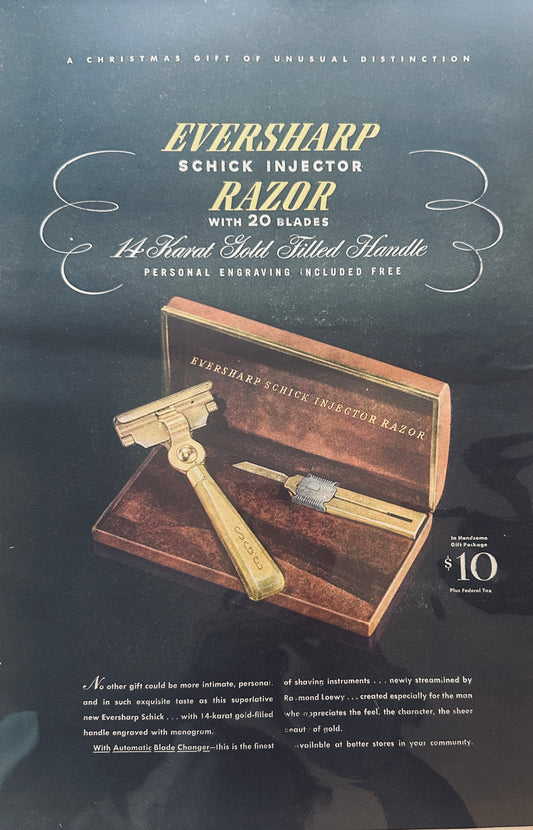 A CHRISTMAS GIFT OF UNUSUAL DISTINCTION
EVERSHARP
SCHICK INJECTOR
RAZOR
WITH 20 BLADES
14 Karat Gold Filled Handle
PERSONAL ENGRAVING INCLUDED FREE
EVERSHARP SCHICK INJECTOR RAZOR
In Handsome
Gift Package
$10
Plus Federal Tax
No other gift could be more intimate, personal
and in such exquisite taste as this superlative
new Eversharp Schick . . . with 14-karat gold-filled
handle engraved with monogram.
With Automatic Blade Changer—this is the finest
of shaving instruments . . . newly streamlined by
Raymond Loewy . . . created especially for the man
who appreciates the feel, the character, the sheer
beauty of gold.
Available at better stores in your community.